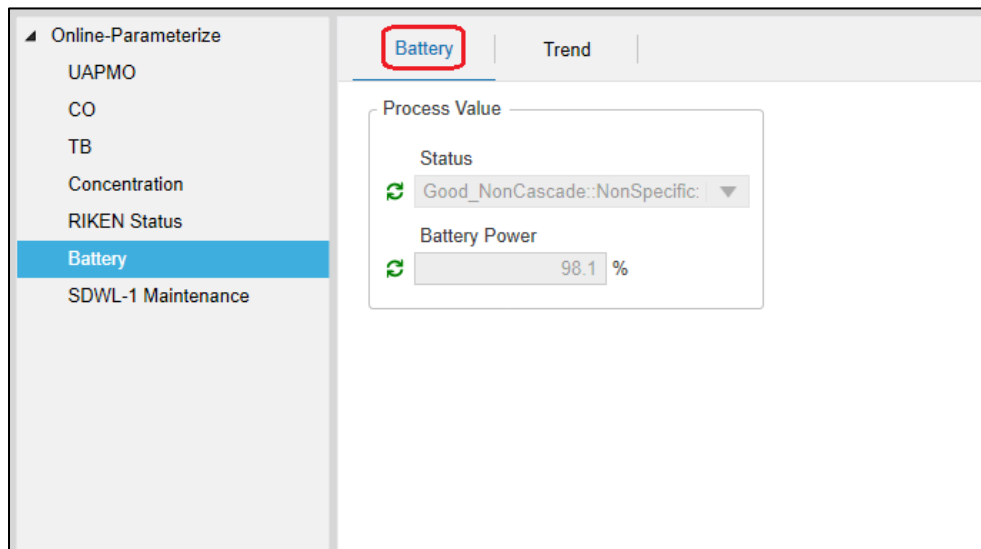 Online-Parameterize
UAPMO
CO
TB
Concentration
RIKEN Status
Battery
SDWL-1 Maintenance
Battery
Trend
Process Value
Status
Good_NonCascade::NonSpecific:
Battery Power
98.1 %